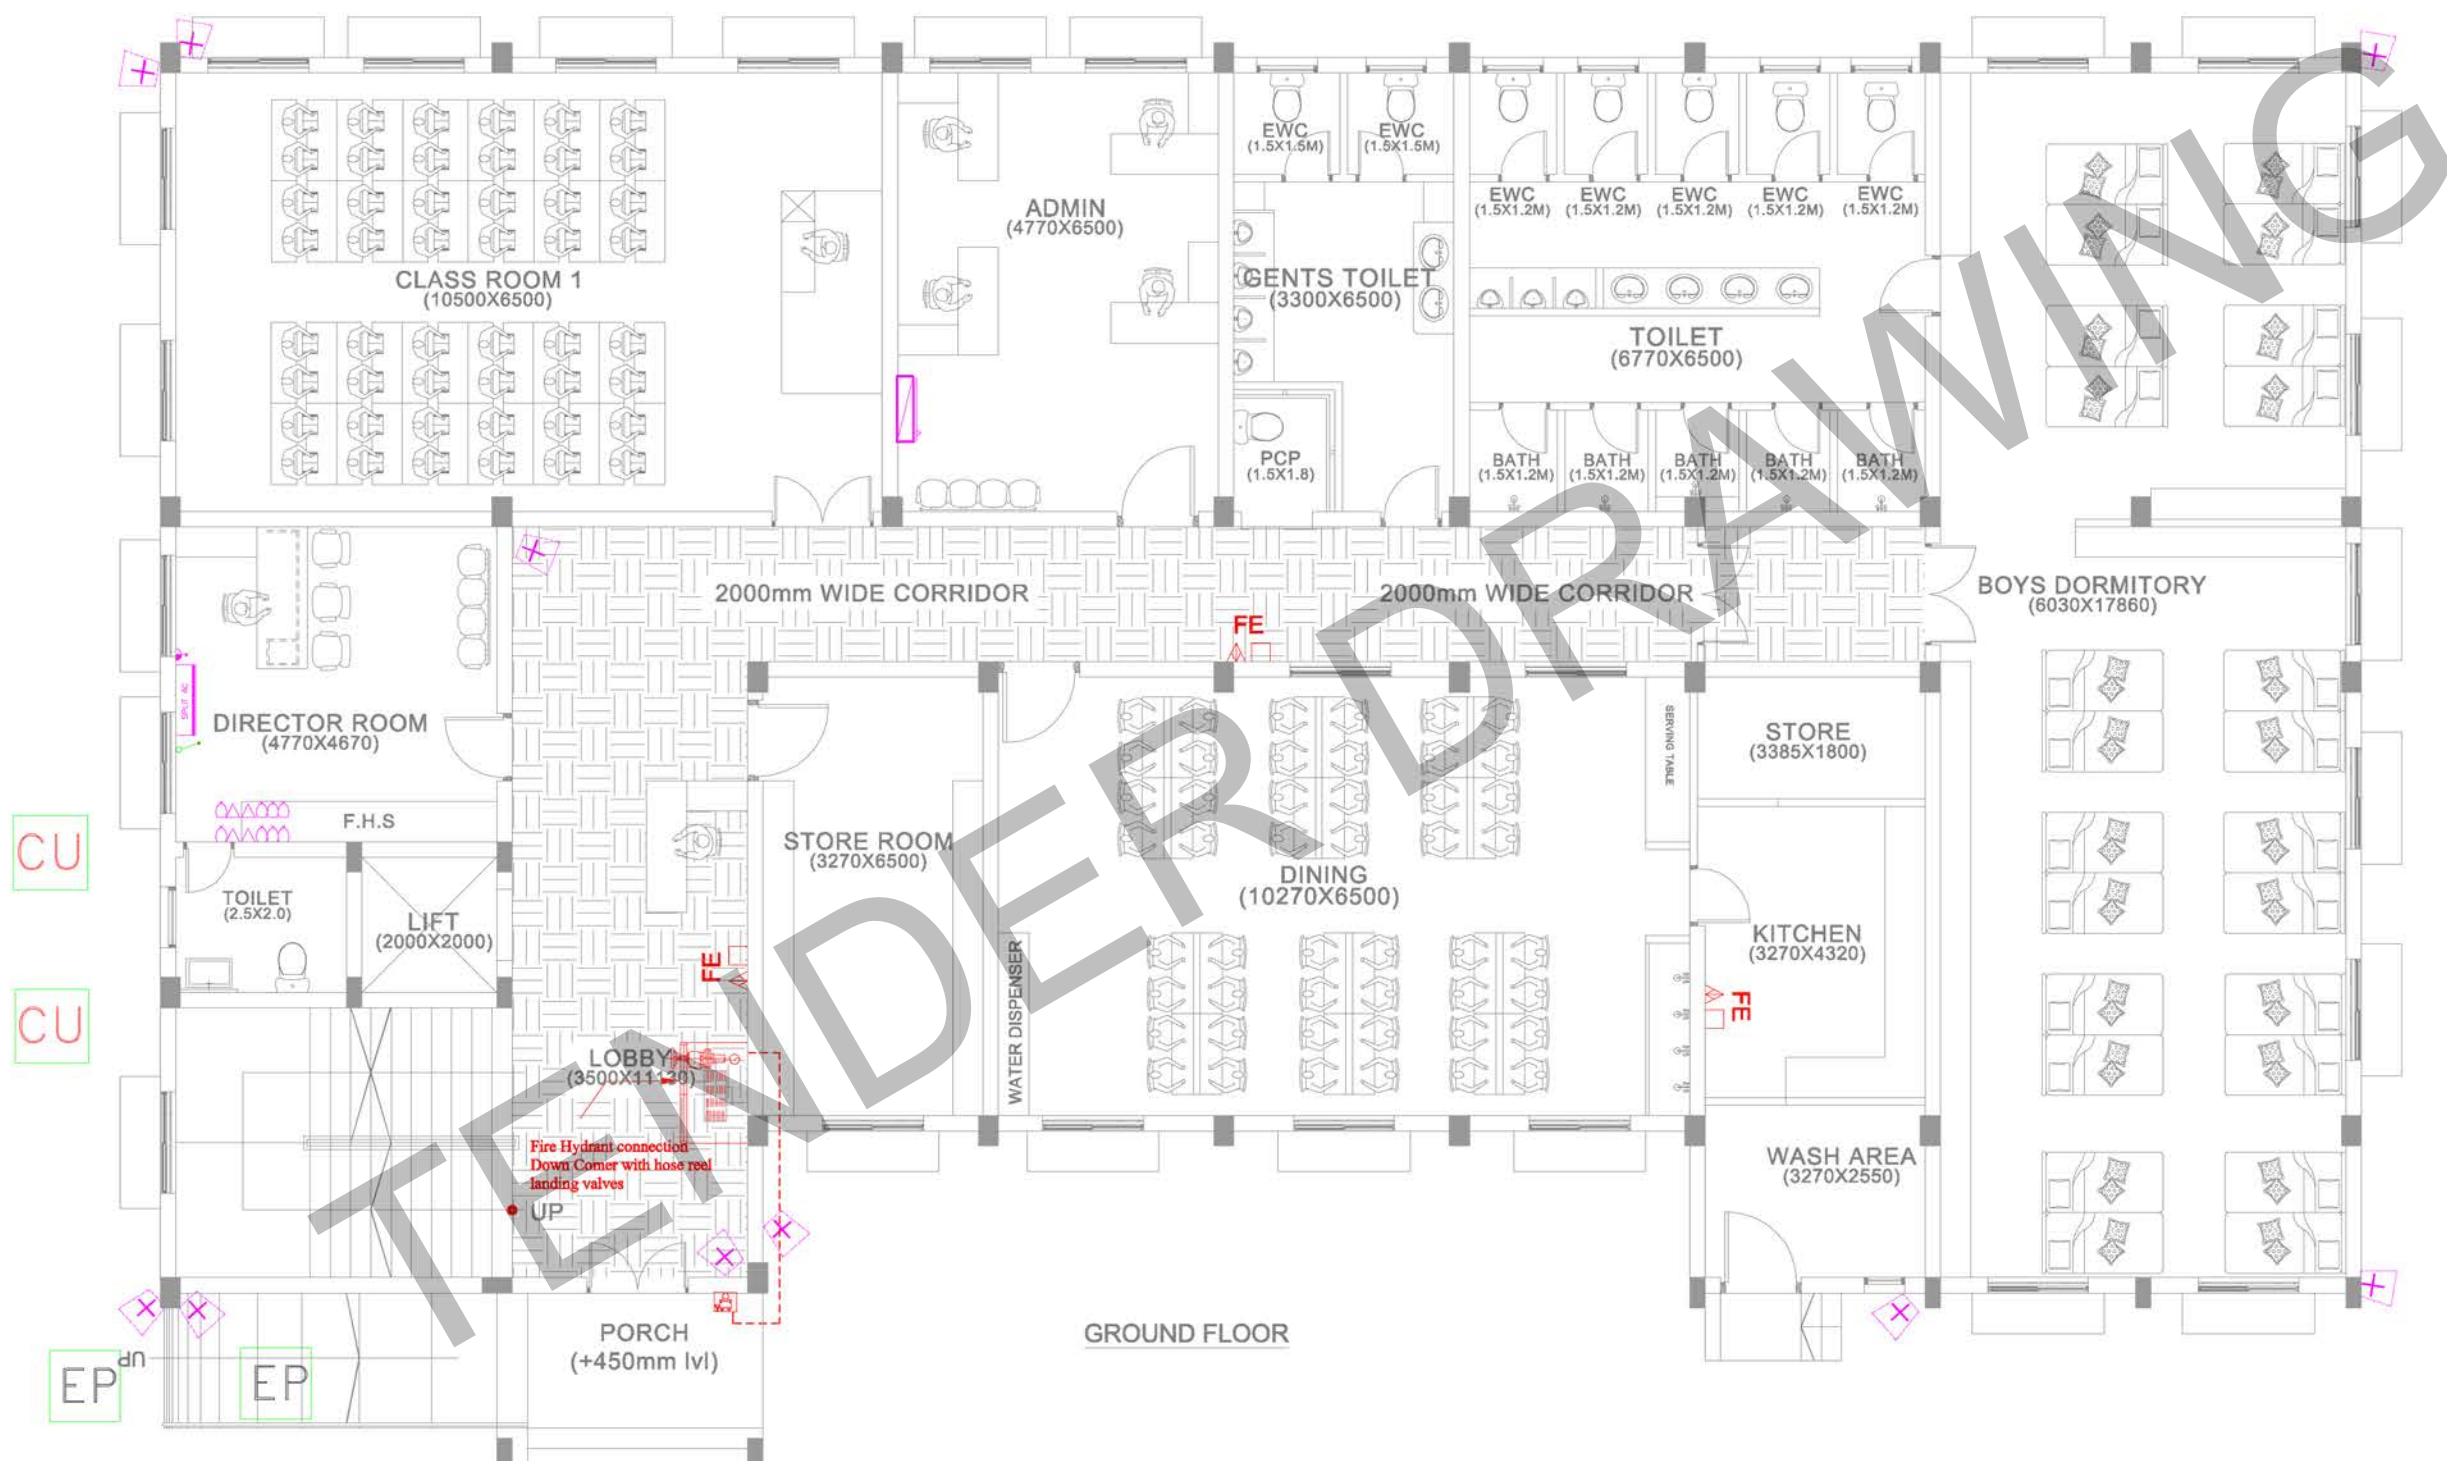 EWC
(1.5X1.5M)
EWC
(1.5X1.5M)
EWC
(1.5X1.2M)
EWC
(1.5X1.2M)
EWC
(1.5X1.2M)
EWC
(1.5X1.2M)
EWC
(1.5X1.2M)
ADMIN
(4770X6500)
CLASS ROOM 1
(10500X6500)
GENTS TOILET
(3300X6500)
TOILET
(6770X6500)
PCP
(1.5X1.8)
BATH
(1.5X1.2M)
BATH
(1.5X1.2M)
BATH
(1.5X1.2M)
BATH
(1.5X1.2M)
BATH
(1.5X1.2M)
2000mm WIDE CORRIDOR
2000mm WIDE CORRIDOR
BOYS DORMITORY
(6030X17860)
FE
SPLIT AC
DIRECTOR ROOM
(4770X4670)
SERVING TABLE
STORE
(3385X1800)
F.H.S
CU
STORE ROOM
(3270X6500)
DINING
(10270X6500)
TOILET
(2.5X2.0)
LIFT
(2000X2000)
KITCHEN
(3270X4320)
FE
WATER DISPENSER
FE
CU
LOBBY
(3500X11130)
Fire Hydrant connection
Down Comer with hose reel
landing valves
UP
WASH AREA
(3270X2550)
PORCH
(+450mm lvl)
GROUND FLOOR
UP
EP
EP
TENDER DRAWING